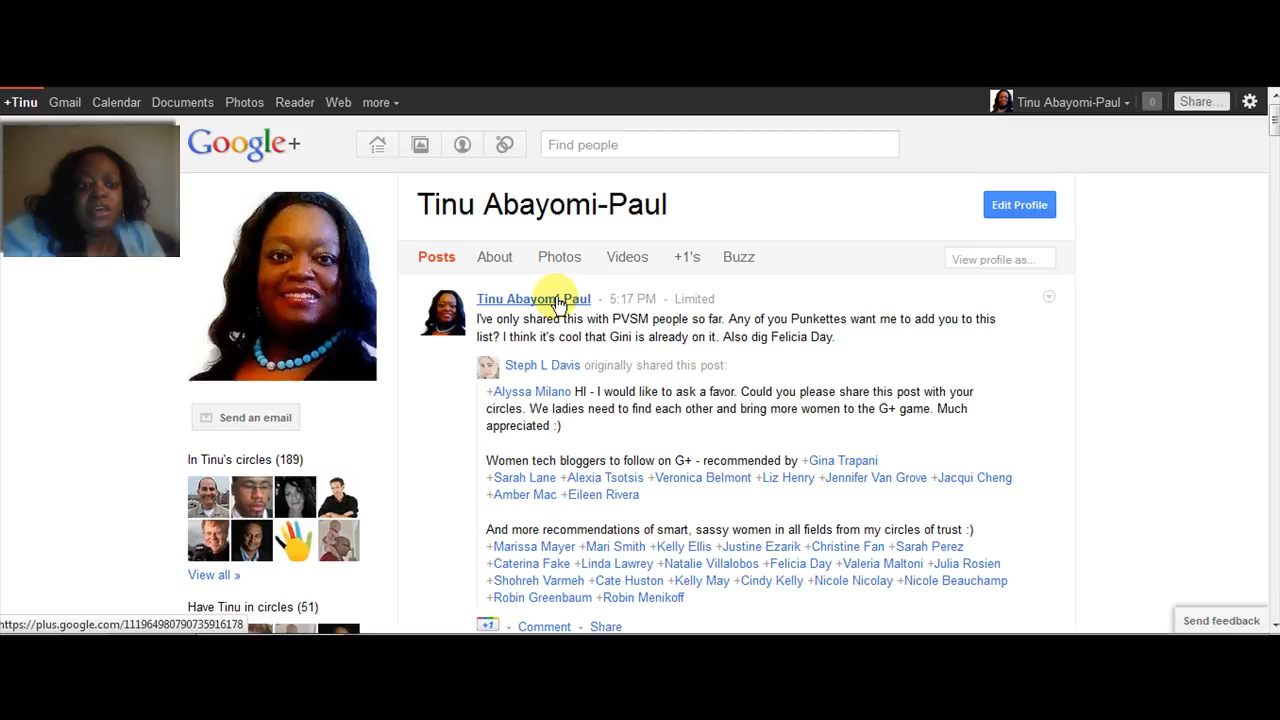 +Tinu Gmail Calendar Documents Photos Reader Web more Tinu Abayomi-Paul 0 Share...
Google+ Find people
Tinu Abayomi-Paul Edit Profile
Posts About Photos Videos +1's Buzz View profile as...
Tinu Abayomi-Paul - 5:17 PM - Limited
I've only shared this with PVSM people so far. Any of you Punkettes want me to add you to this
list? I think it's cool that Gini is already on it. Also dig Felicia Day.
Steph L Davis originally shared this post:
+Alyssa Milano HI - I would like to ask a favor. Could you please share this post with your
circles. We ladies need to find each other and bring more women to the G+ game. Much
appreciated :)
Women tech bloggers to follow on G+ - recommended by +Gina Trapani
+Sarah Lane +Alexia Tsotsis +Veronica Belmont +Liz Henry +Jennifer Van Grove +Jacqui Cheng
+Amber Mac +Eileen Rivera
And more recommendations of smart, sassy women in all fields from my circles of trust :)
+Marissa Mayer +Mari Smith +Kelly Ellis +Justine Ezarik +Christine Fan +Sarah Perez
+Caterina Fake +Linda Lawrey +Natalie Villalobos +Felicia Day +Valeria Maltoni +Julia Rosien
+Shohreh Varmeh +Cate Huston +Kelly May +Cindy Kelly +Nicole Nicolay +Nicole Beauchamp
+Robin Greenbaum +Robin Menikoff
+1 - Comment - Share
Send an email
In Tinu's circles (189)
View all »
Have Tinu in circles (51)
https://plus.google.com/111964980790735916178
Send feedback